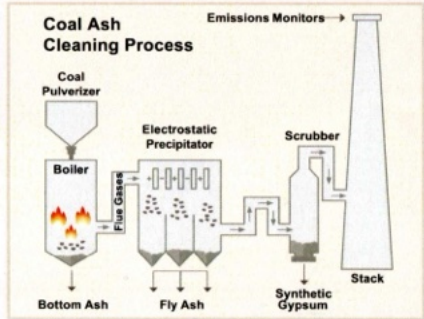 Coal Ash
Cleaning Process
Emissions Monitors
Coal
Pulverizer
Electrostatic
Precipitator
Scrubber
Boiler
Flue Gases
Bottom Ash
Fly Ash
Synthetic
Gypsum
Stack